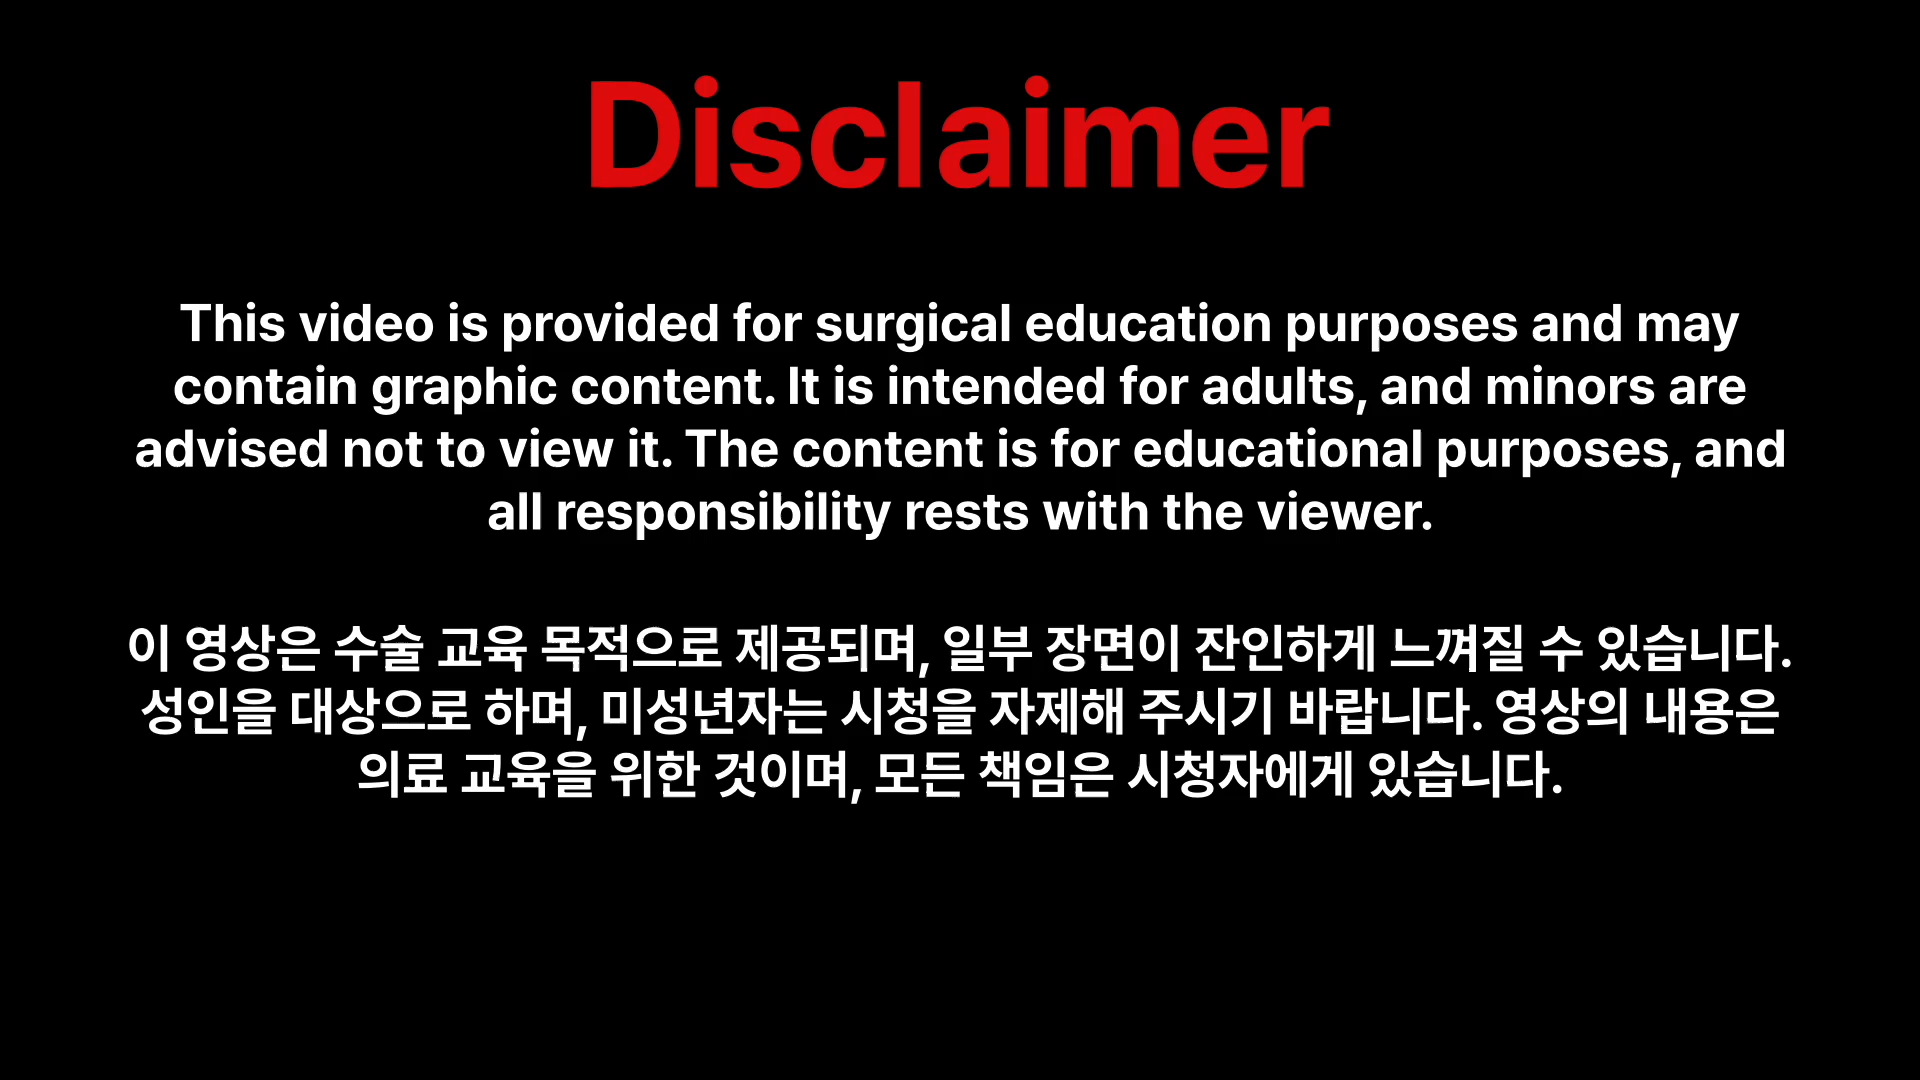 Disclaimer
This video is provided for surgical education purposes and may
contain graphic content. It is intended for adults, and minors are
advised not to view it. The content is for educational purposes, and
all responsibility rests with the viewer.
이 영상은 수술 교육 목적으로 제공되며, 일부 장면이 잔인하게 느껴질 수 있습니다.
성인을 대상으로 하며, 미성년자는 시청을 자제해 주시기 바랍니다. 영상의 내용은
의료 교육을 위한 것이며, 모든 책임은 시청자에게 있습니다.